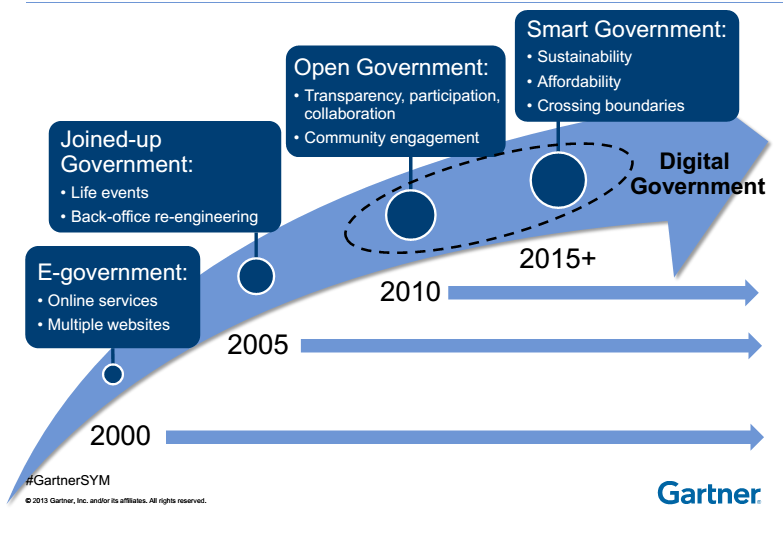 Smart Government:
• Sustainability
• Affordability
• Crossing boundaries
Open Government:
• Transparency, participation,
collaboration
• Community engagement
Joined-up
Government:
• Life events
• Back-office re-engineering
E-government:
• Online services
• Multiple websites
Digital
Government
2015+
2010
2005
2000
#GartnerSYM
© 2013 Gartner, Inc. and/or its affiliates. All rights reserved.
Gartner